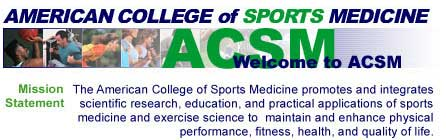 AMERICAN COLLEGE of SPORTS MEDICINE
ACSM
Welcome to ACSM
Mission Statement
The American College of Sports Medicine promotes and integrates
scientific research, education, and practical applications of sports
medicine and exercise science to maintain and enhance physical
performance, fitness, health, and quality of life.